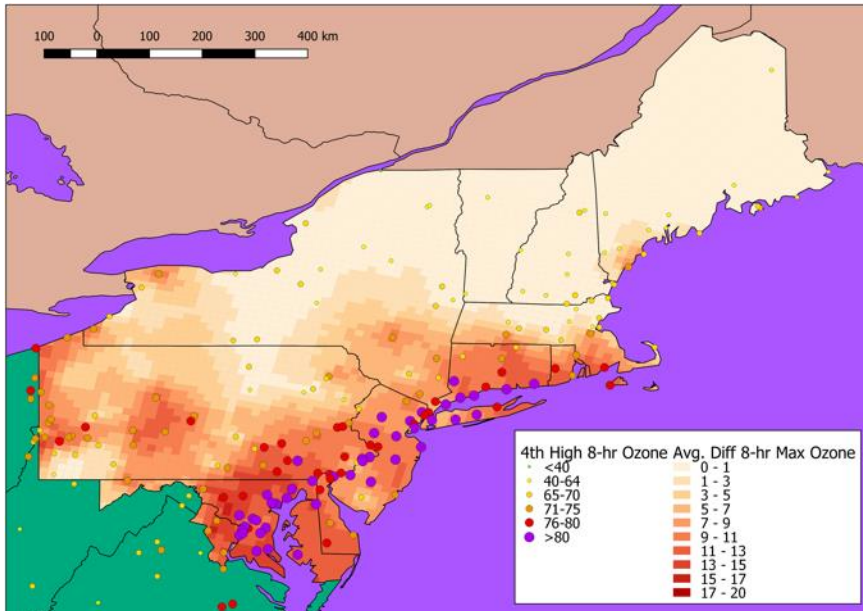 100 0 100 200 300 400 km
4th High 8-hr Ozone Avg. Diff 8-hr Max Ozone
<40 0 - 1
40-64 1 - 3
65-70 3 - 5
71-75 5 - 7
76-80 7 - 9
>80 9 - 11
11 - 13
13 - 15
15 - 17
17 - 20